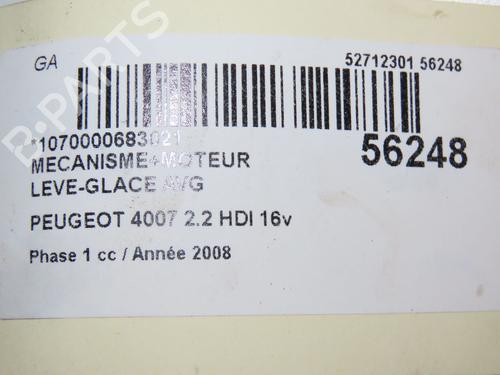 GA
52712301 56248
*1070000683021
56248
MECANISME+MOTEUR
LEVE-GLACE AVG
PEUGEOT 4007 2.2 HDI 16v
Phase 1 cc / Année 2008
B-PARTS